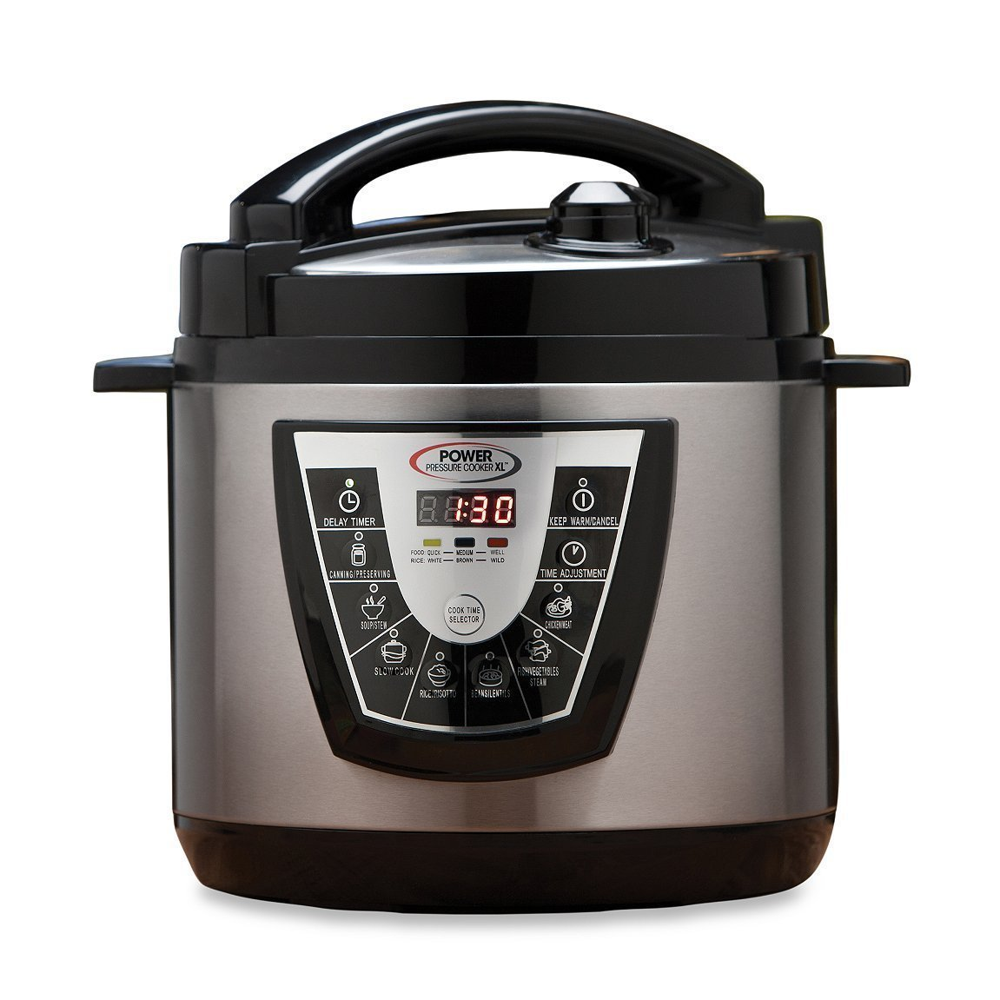 POWER
PRESSURE COOKER XL™
1:30
DELAY TIMER
KEEP WARM/CANCEL
FOOD: QUICK — MEDIUM — WELL
RICE: WHITE — BROWN — WILD
CANNING/PRESERVING
TIME ADJUSTMENT
COOK TIME
SELECTOR
SOUP/STEW
CHICKEN/MEAT
SLOW COOK
RICE/RISOTTO
BEANS/LENTILS
FISH/VEGETABLES
STEAM